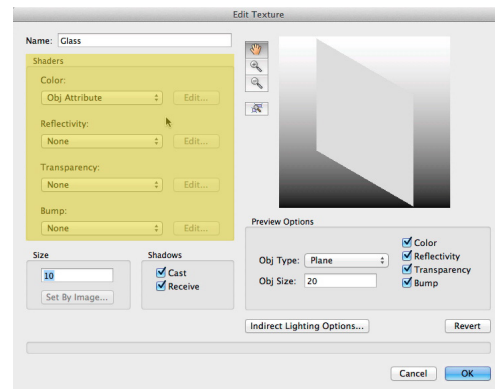 Edit Texture
Name: Glass
Shaders
Color:
Obj Attribute Edit...
Reflectivity:
None Edit...
Transparency:
None Edit...
Bump:
None Edit...
Size
10
Set By Image...
Shadows
Cast
Receive
Preview Options
Obj Type: Plane
Obj Size: 20
Color
Reflectivity
Transparency
Bump
Indirect Lighting Options...
Revert
Cancel
OK